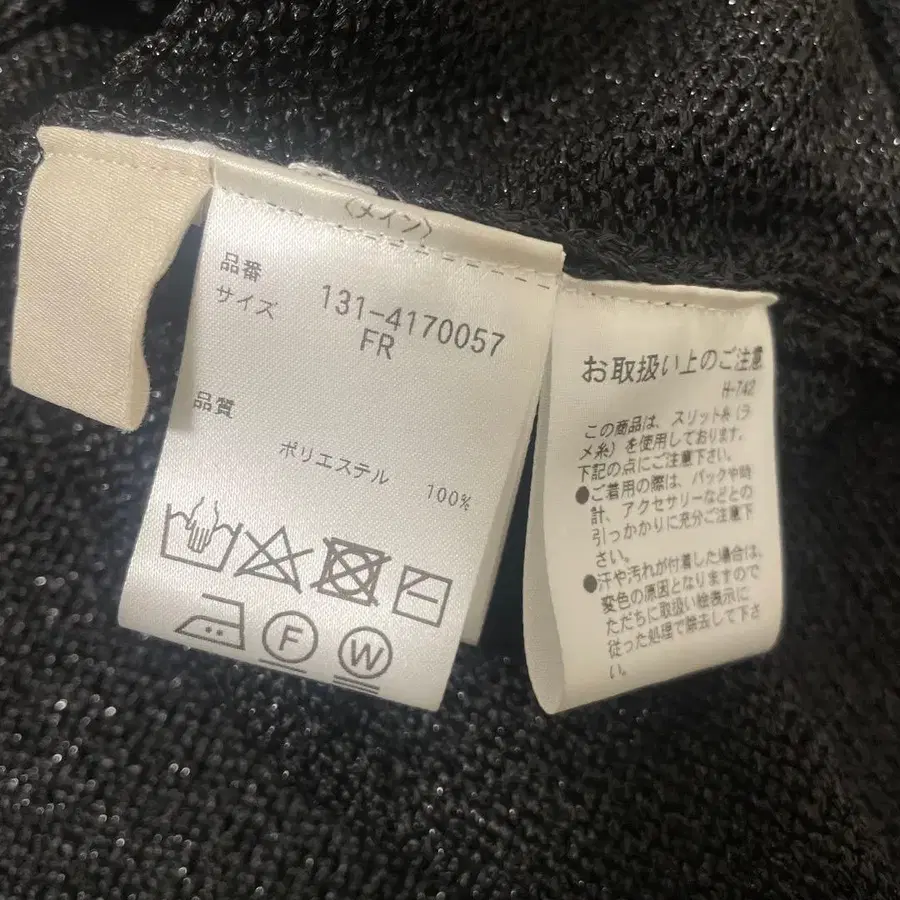 〈メイン〉
品番 131-4170057
サイズ FR
品質
ポリエステル 100%
F W
お取扱い上のご注意
H-742
この商品は、スリット糸(ラ
メ糸)を使用しております。
下記の点にご注意下さい。
●ご着用の際は、バックや時
計、アクセサリーなどとの
引っかかりに充分ご注意下
さい。
●汗や汚れが付着した場合は、
変色の原因となりますので
ただちに取扱い絵表示に
従った処理で除去して下さ
い。